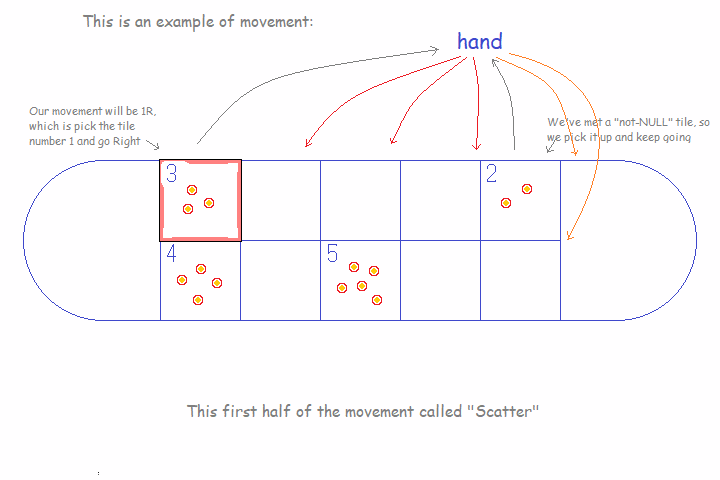 This is an example of movement:
hand
Our movement will be 1R,
which is pick the tile
number 1 and go Right
We've met a "not-NULL" tile, so
we pick it up and keep going
3
2
4
5
This first half of the movement called "Scatter"